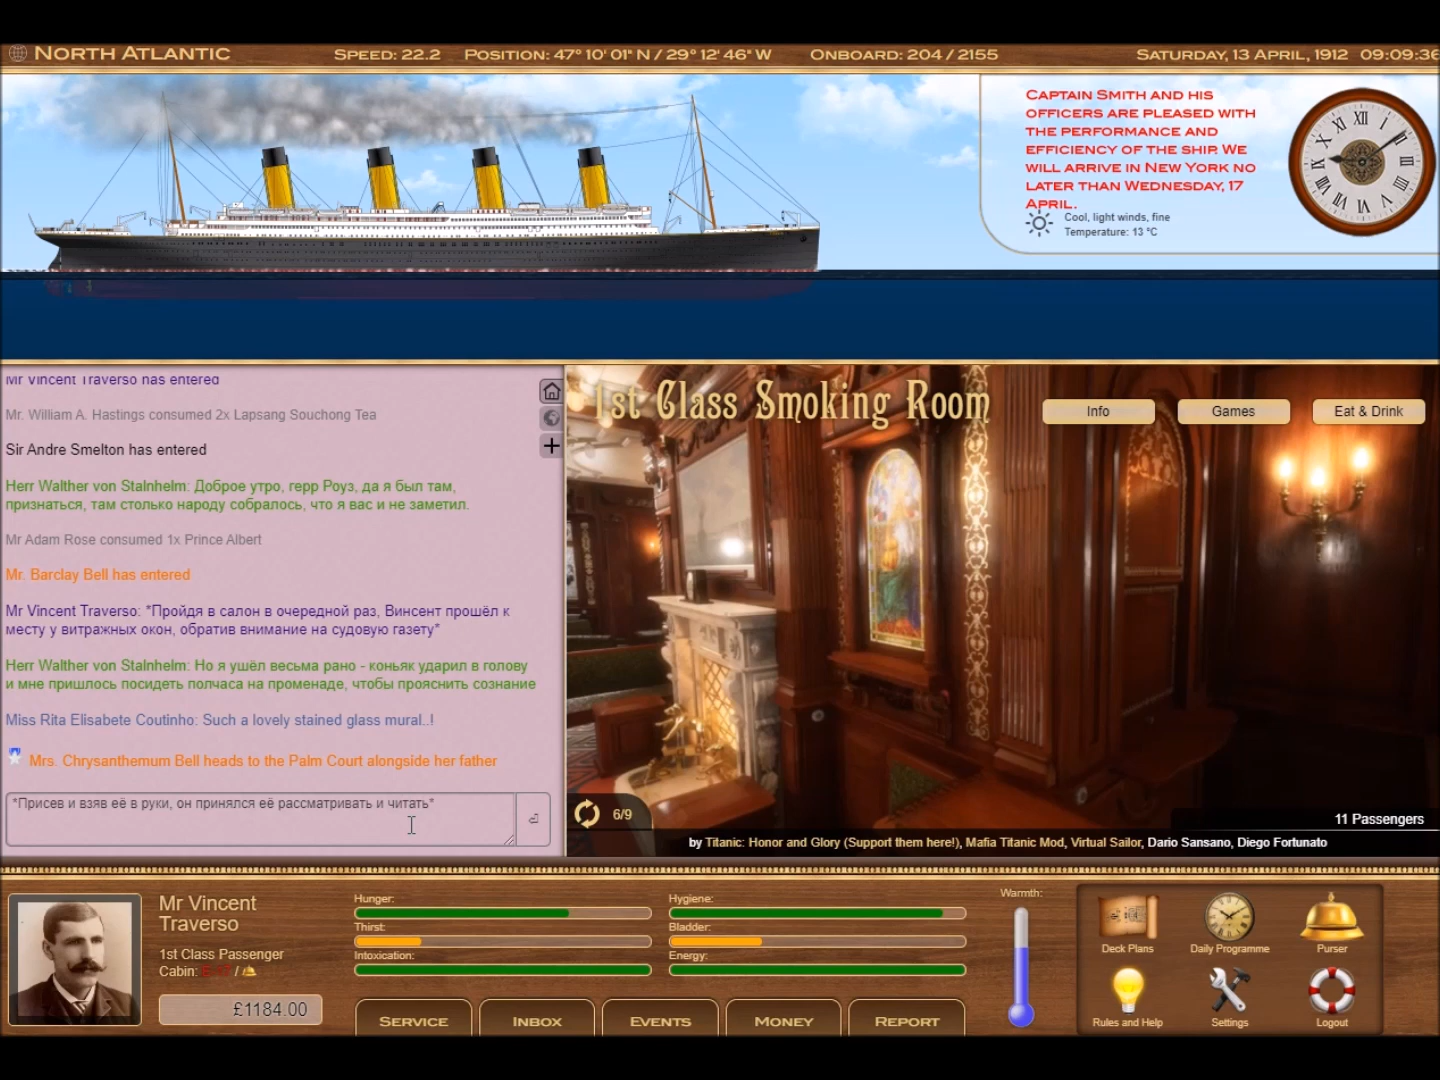 North Atlantic
Speed: 22.2
Position: 47° 10' 01" N / 29° 12' 46" W
Onboard: 204 / 2155
Saturday, 13 April, 1912
09:09:36
Captain Smith and his
officers are pleased with
the performance and
efficiency of the ship. We
will arrive in New York no
later than Wednesday, 17
April.
Cool, light winds, fine
Temperature: 13 °C
XII
Mr Vincent Traverso has entered
Mr. William A. Hastings consumed 2x Lapsang Souchong Tea
Sir Andre Smelton has entered
Herr Walther von Stalnhelm: Доброе утро, герр Роуз, да я был там,
признаться, там столько народу собралось, что я вас и не заметил.
Mr Adam Rose consumed 1x Prince Albert
Mr. Barclay Bell has entered
Mr Vincent Traverso: *Пройдя в салон в очередной раз, Винсент прошёл к
месту у витражных окон, обратив внимание на судовую газету*
Herr Walther von Stalnhelm: Но я ушёл весьма рано - коньяк ударил в голову
и мне пришлось посидеть полчаса на променаде, чтобы прояснить сознание
Miss Rita Elisabete Coutinho: Such a lovely stained glass mural..!
Mrs. Chrysanthemum Bell heads to the Palm Court alongside her father
*Присев и взяв её в руки, он принялся её рассматривать и читать*
1st Class Smoking Room
Info
Games
Eat & Drink
6/9
11 Passengers
by Titanic: Honor and Glory (Support them here!), Mafia Titanic Mod, Virtual Sailor, Dario Sansano, Diego Fortunato
Mr Vincent
Traverso
1st Class Passenger
Cabin: /
£1184.00
Hunger:
Thirst:
Intoxication:
Hygiene:
Bladder:
Energy:
Warmth:
Service
Inbox
Events
Money
Report
Deck Plans
Daily Programme
Purser
Rules and Help
Settings
Logout